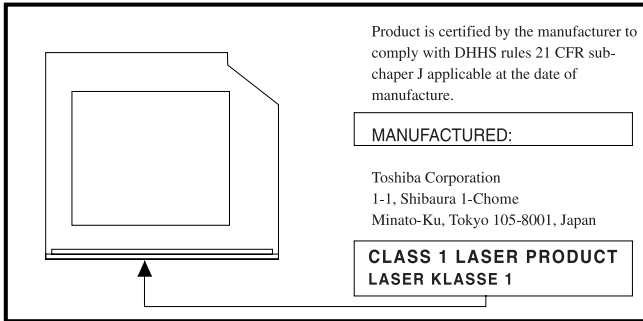 Product is certified by the manufacturer to
comply with DHHS rules 21 CFR sub-
chaper J applicable at the date of
manufacture.
MANUFACTURED:
Toshiba Corporation
1-1, Shibaura 1-Chome
Minato-Ku, Tokyo 105-8001, Japan
CLASS 1 LASER PRODUCT
LASER KLASSE 1